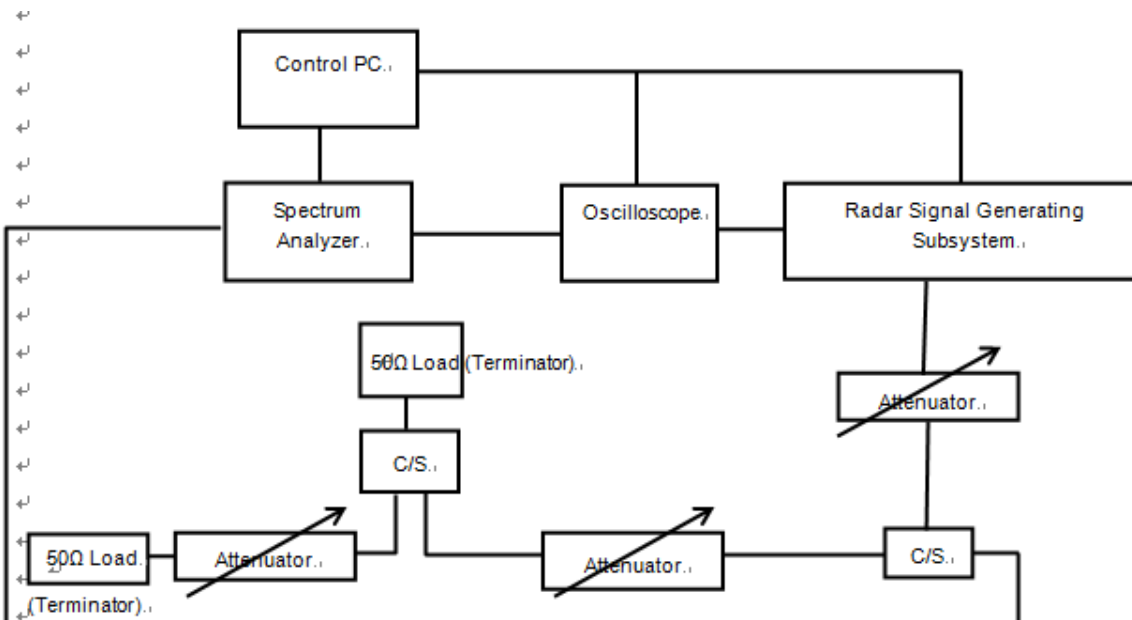 Control PC.
Spectrum
Analyzer.
Oscilloscope.
Radar Signal Generating
Subsystem.
50Ω Load (Terminator).
Attenuator.
C/S.
50Ω Load.
(Terminator).
Attenuator.
Attenuator.
C/S.